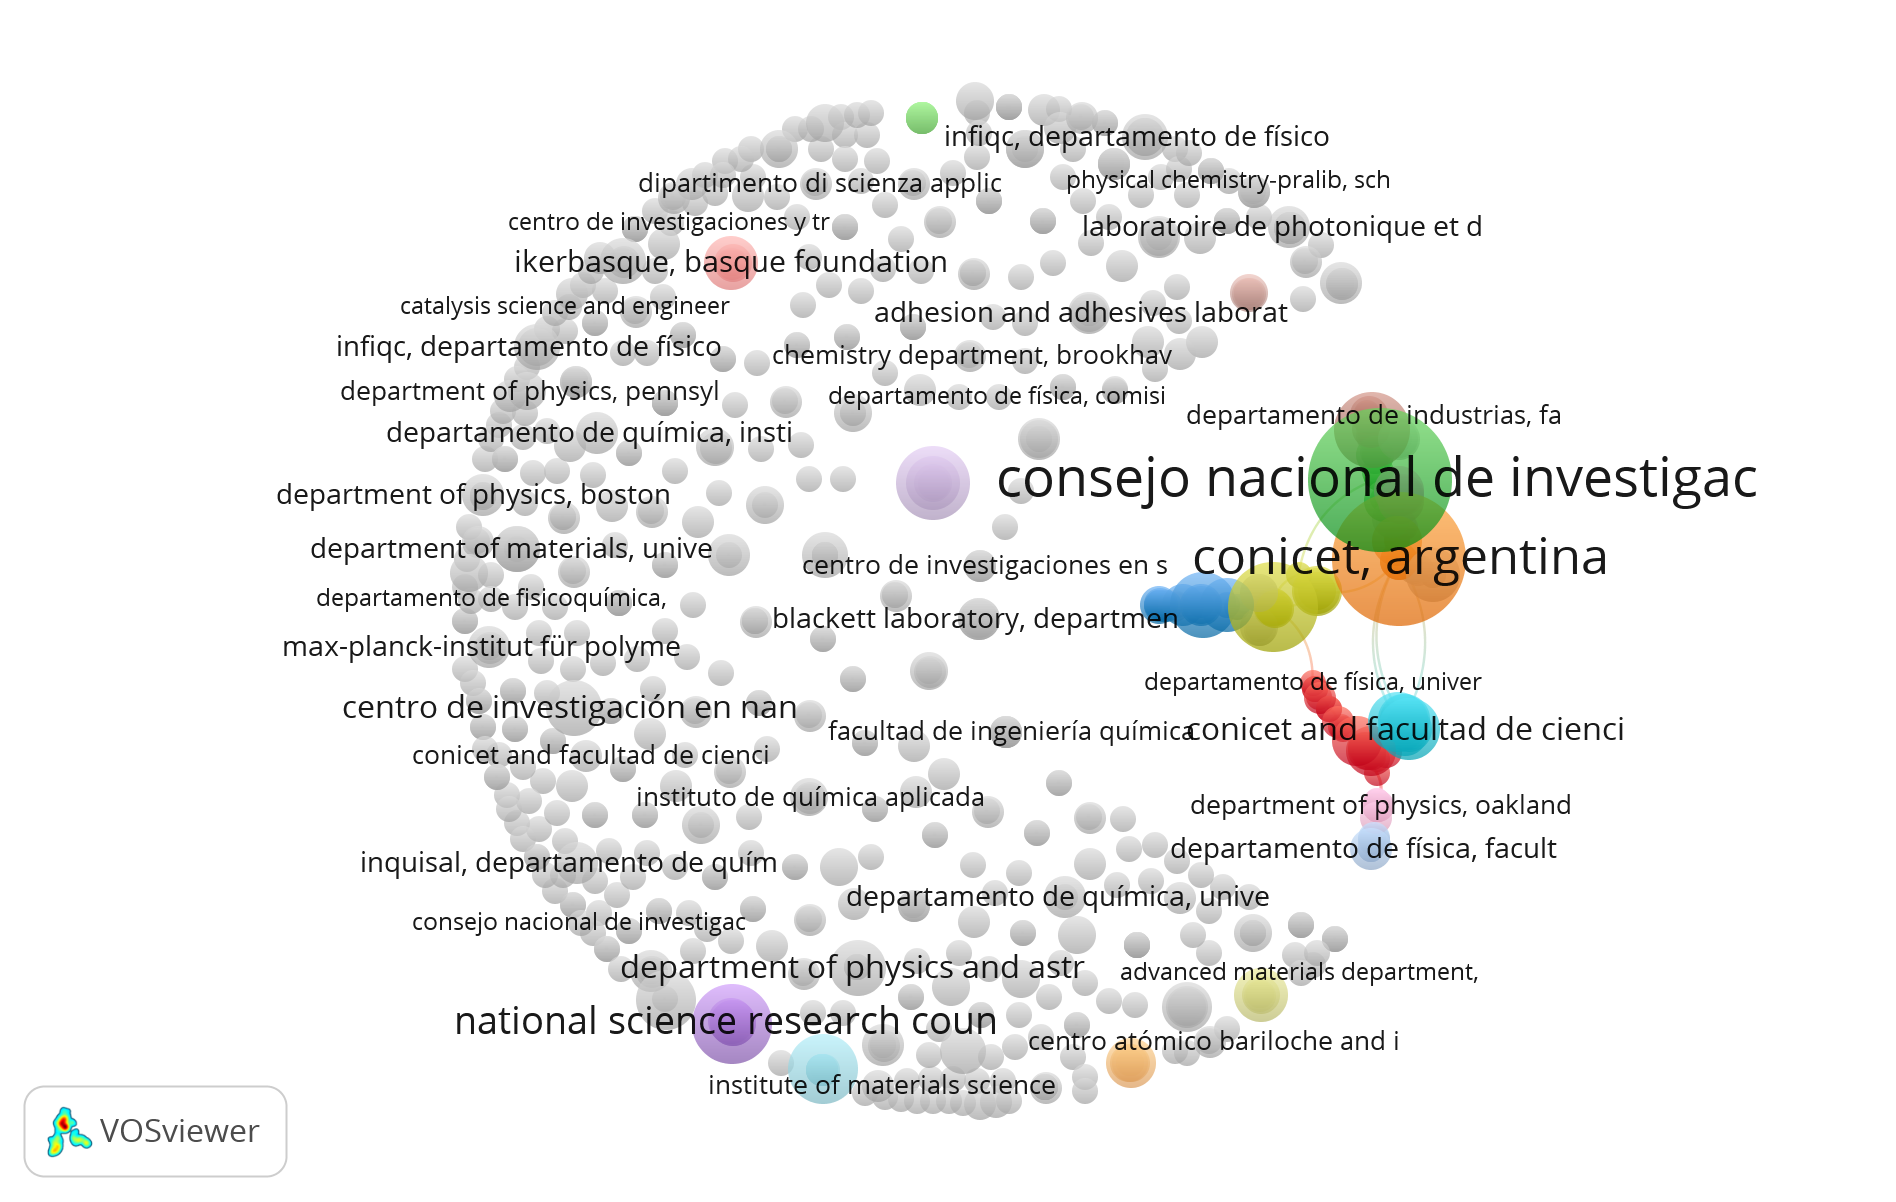 infiqc, departamento de físico
dipartimento di scienza applic
physical chemistry-pralib, sch
centro de investigaciones y tr
laboratoire de photonique et d
ikerbasque, basque foundation
catalysis science and engineer
adhesion and adhesives laborat
infiqc, departamento de físico
chemistry department, brookhav
department of physics, pennsyl
departamento de física, comisi
departamento de industrias, fa
departamento de química, insti
consejo nacional de investigac
department of physics, boston
department of materials, unive
conicet, argentina
centro de investigaciones en s
departamento de fisicoquímica,
blackett laboratory, departmen
max-planck-institut für polyme
departamento de física, univer
centro de investigación en nan
facultad de ingeniería química
conicet and facultad de cienci
conicet and facultad de cienci
instituto de química aplicada
department of physics, oakland
departamento de física, facult
inquisal, departamento de quím
departamento de química, unive
consejo nacional de investigac
department of physics and astr
advanced materials department,
national science research coun
centro atómico bariloche and i
institute of materials science
VOSviewer